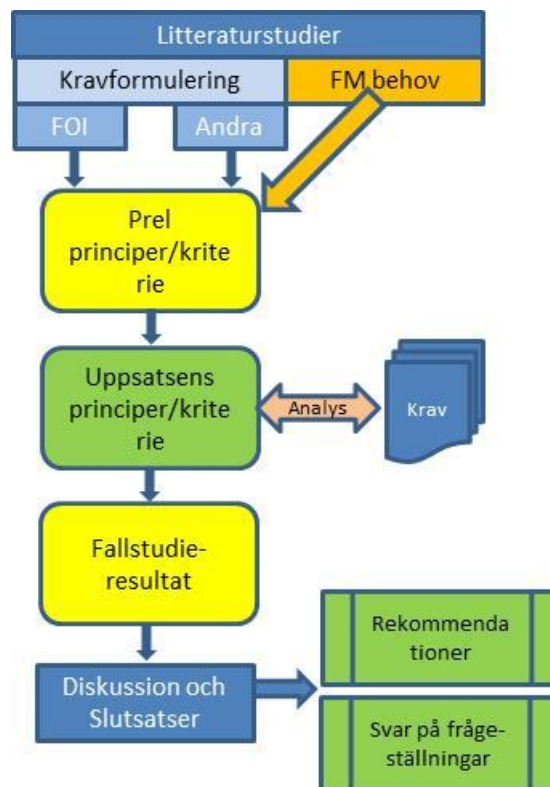 Litteraturstudier
Kravformulering
FM behov
FOI
Andra
Prel
principer/krite
rie
Uppsatsens
principer/krite
rie
Analys
Krav
Fallstudie-
resultat
Rekommenda
tioner
Diskussion och
Slutsatser
Svar på fråge-
ställningar